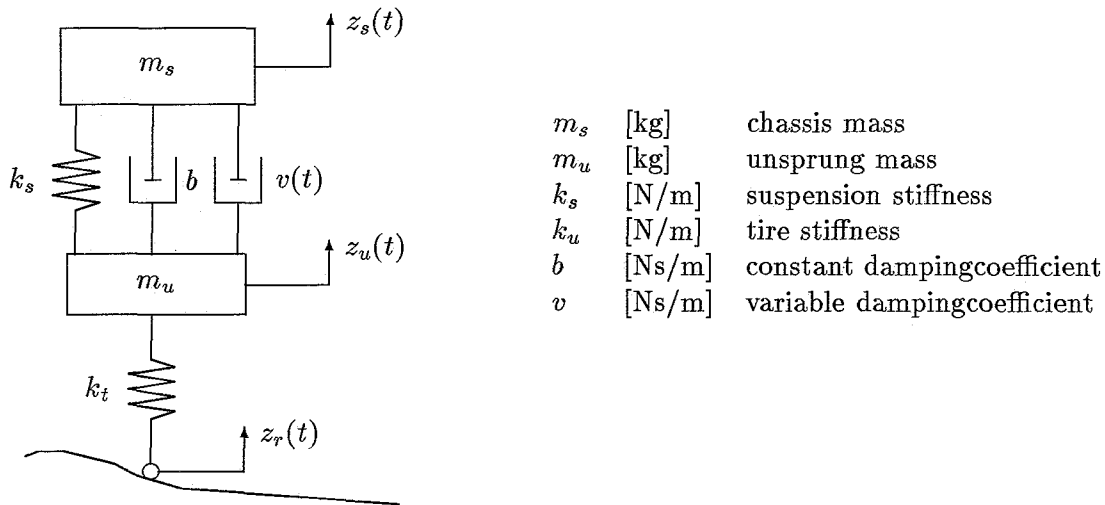 z_s(t)
m_s
k_s
b
v(t)
z_u(t)
m_u
k_t
z_r(t)
m_s [kg] chassis mass
m_u [kg] unsprung mass
k_s [N/m] suspension stiffness
k_u [N/m] tire stiffness
b [Ns/m] constant dampingcoefficient
v [Ns/m] variable dampingcoefficient